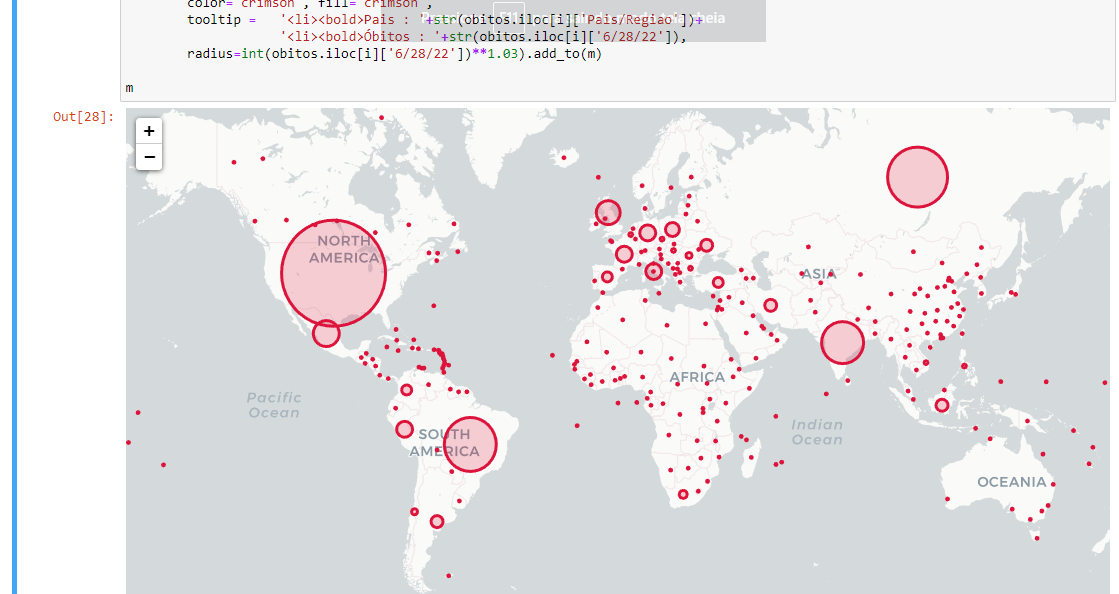 color='crimson', fill='crimson',
tooltip =   '<li><bold>País : '+str(obitos.iloc[i]['País/Região'])+
'<li><bold>Óbitos : '+str(obitos.iloc[i]['6/28/22']),
radius=int(obitos.iloc[i]['6/28/22'])**1.03).add_to(m)
m
Out[28]:
+
−
NORTH
AMERICA
ASIA
AFRICA
Pacific
Ocean
SOUTH
AMERICA
Indian
Ocean
OCEANIA